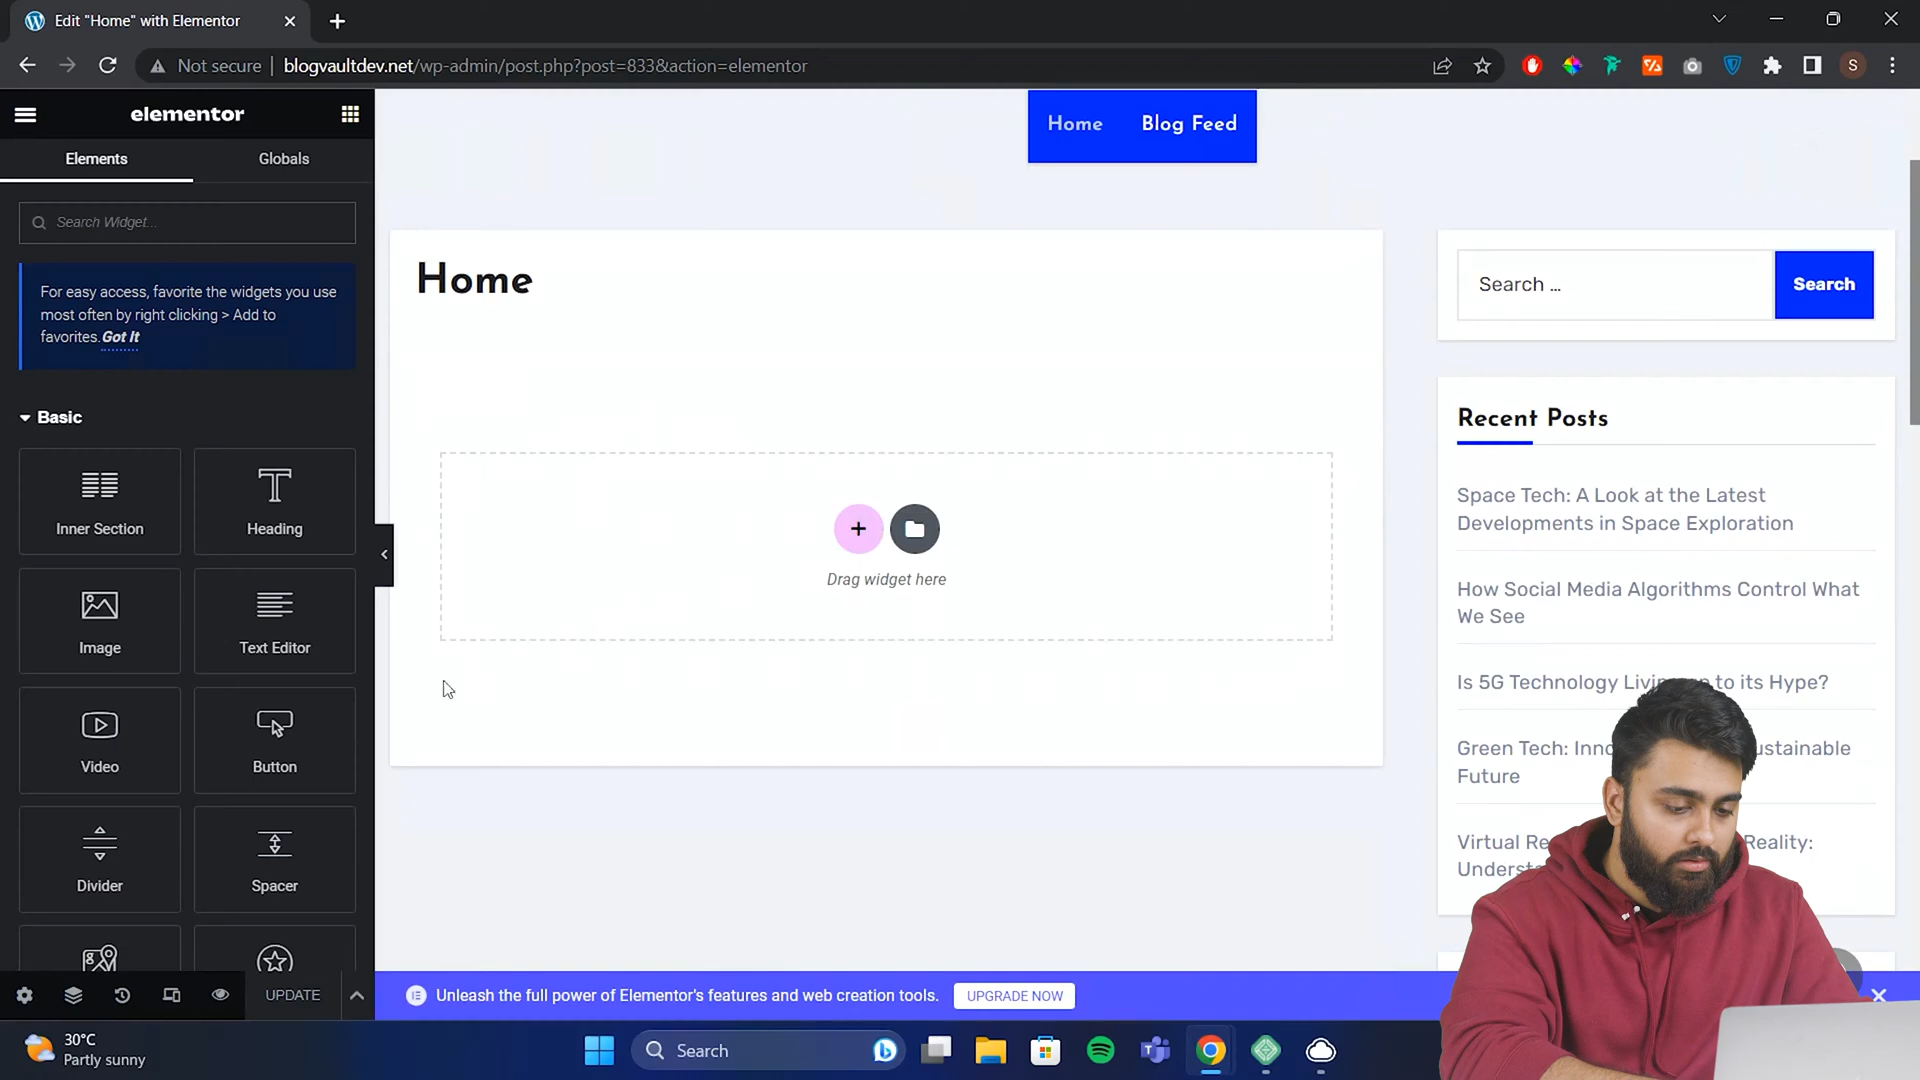 Edit "Home" with Elementor
Not secure
blogvaultdev.net/wp-admin/post.php?post=833&action=elementor
S
elementor
Elements
Globals
Search Widget...
For easy access, favorite the widgets you use
most often by right clicking > Add to
favorites. Got It
Basic
Inner Section
Heading
Image
Text Editor
Video
Button
Divider
Spacer
UPDATE
Home
Blog Feed
Home
Drag widget here
Search ...
Search
Recent Posts
Space Tech: A Look at the Latest
Developments in Space Exploration
How Social Media Algorithms Control What
We See
Is 5G Technology to its Hype?
Green Tech:
Future
Virtual Reality:
Unleash the full power of Elementor's features and web creation tools.
UPGRADE NOW
30°C
Partly sunny
Search